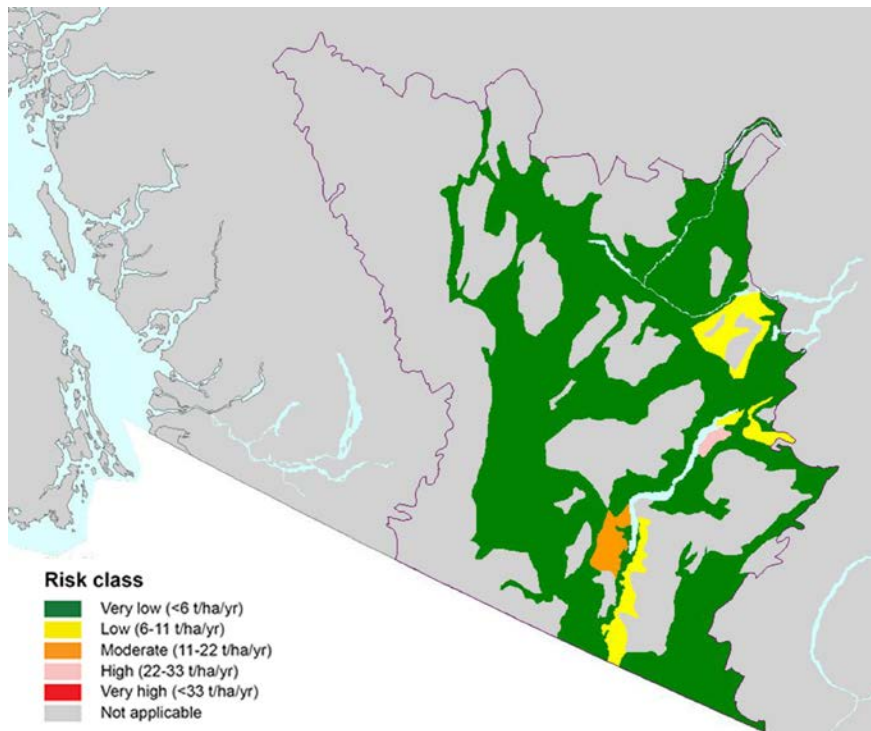 Risk class
Very low (<6 t/ha/yr)
Low (6-11 t/ha/yr)
Moderate (11-22 t/ha/yr)
High (22-33 t/ha/yr)
Very high (<33 t/ha/yr)
Not applicable